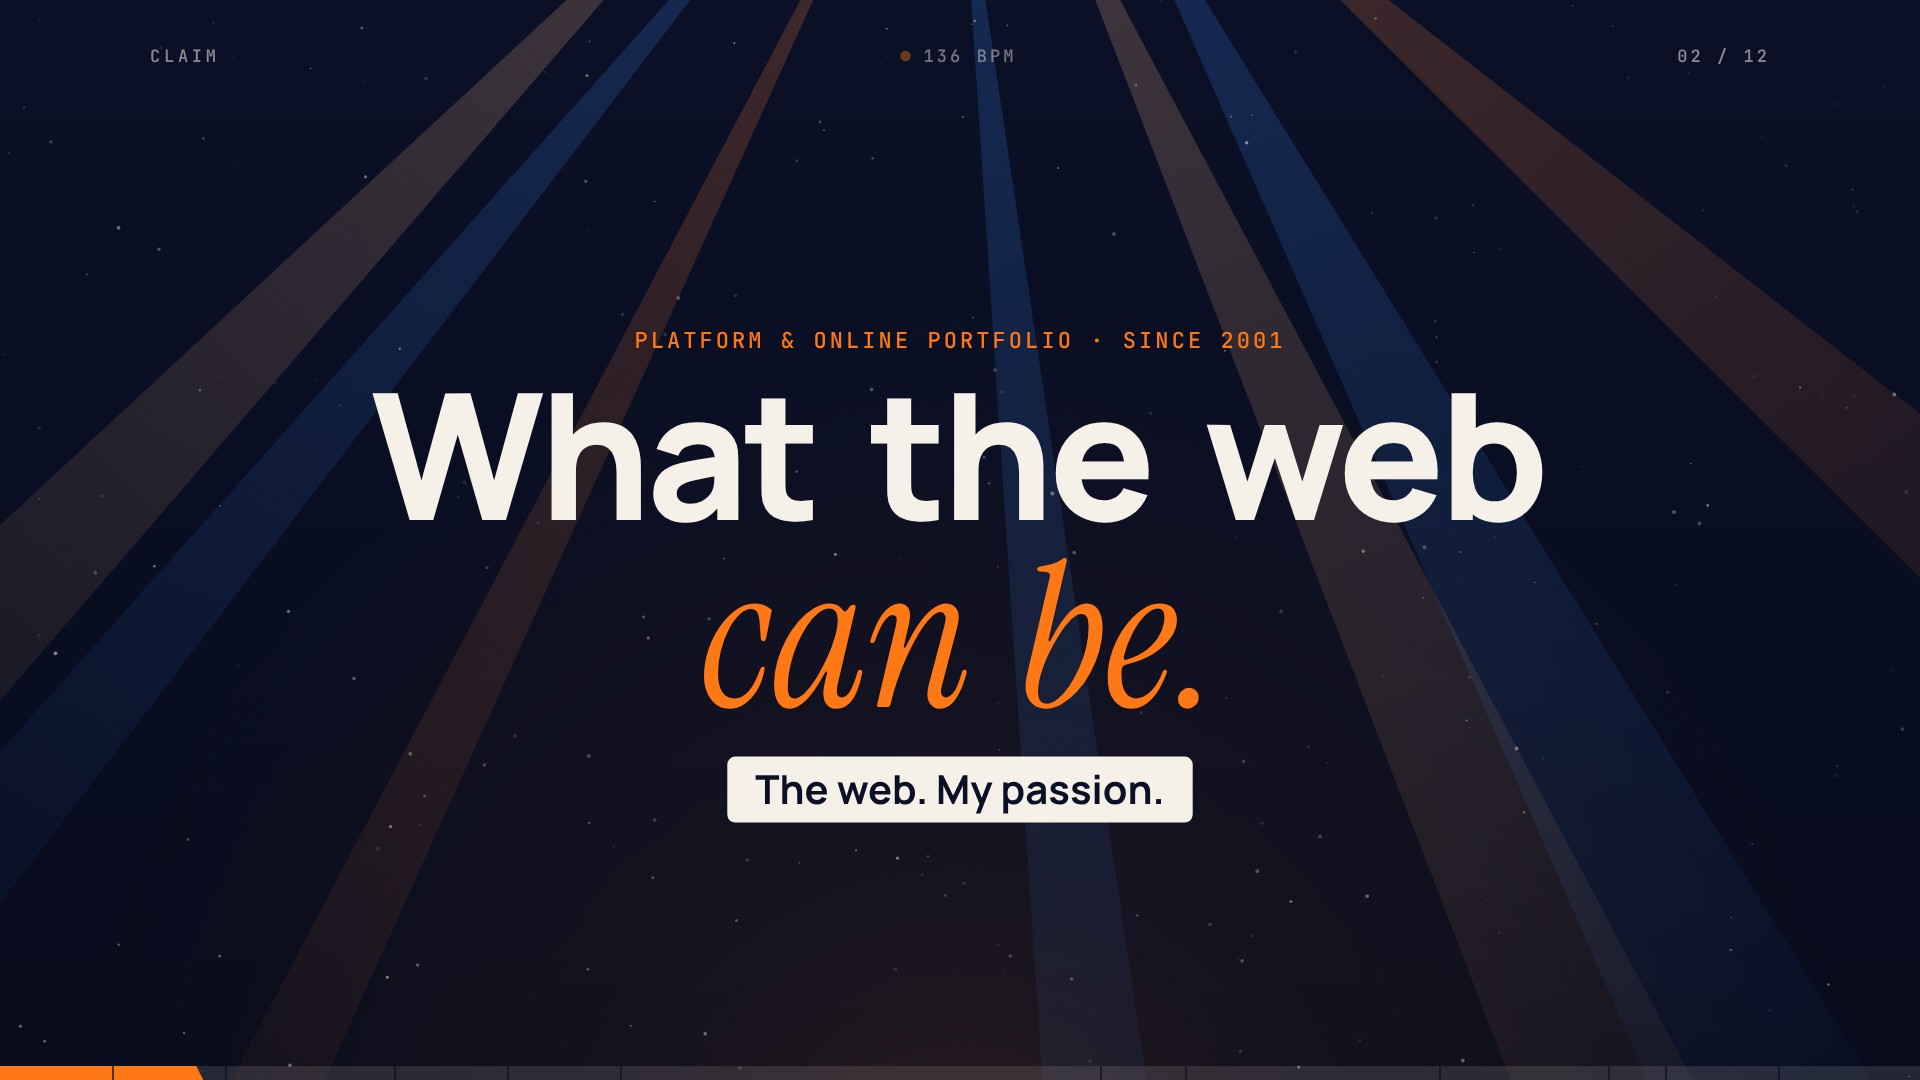 CLAIM
136 BPM
02 / 12
PLATFORM & ONLINE PORTFOLIO · SINCE 2001
What the web
can be.
The web. My passion.